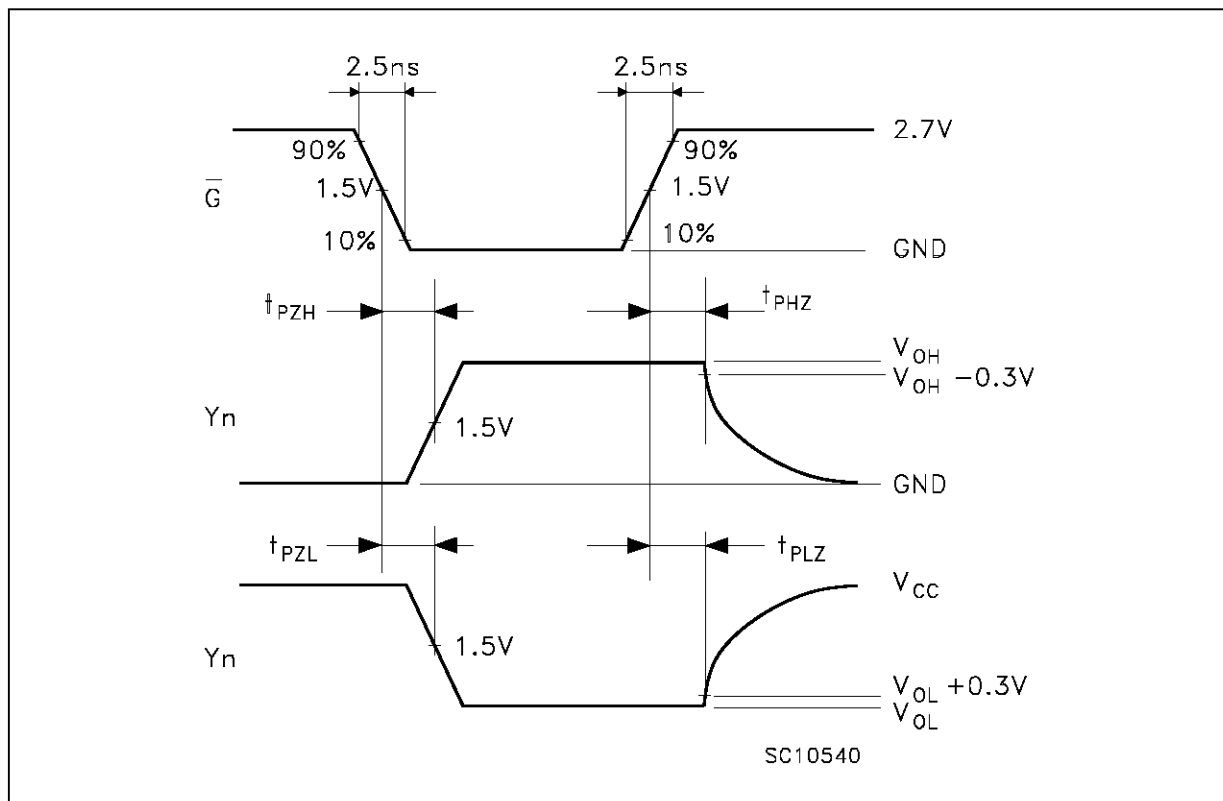 2.5ns 2.5ns
2.7V
90% 90%
G̅ 1.5V 1.5V
10% 10%
GND
tPZH tPHZ
VOH
VOH −0.3V
Yn 1.5V
GND
tPZL tPLZ
VCC
Yn 1.5V
VOL +0.3V
VOL
SC10540